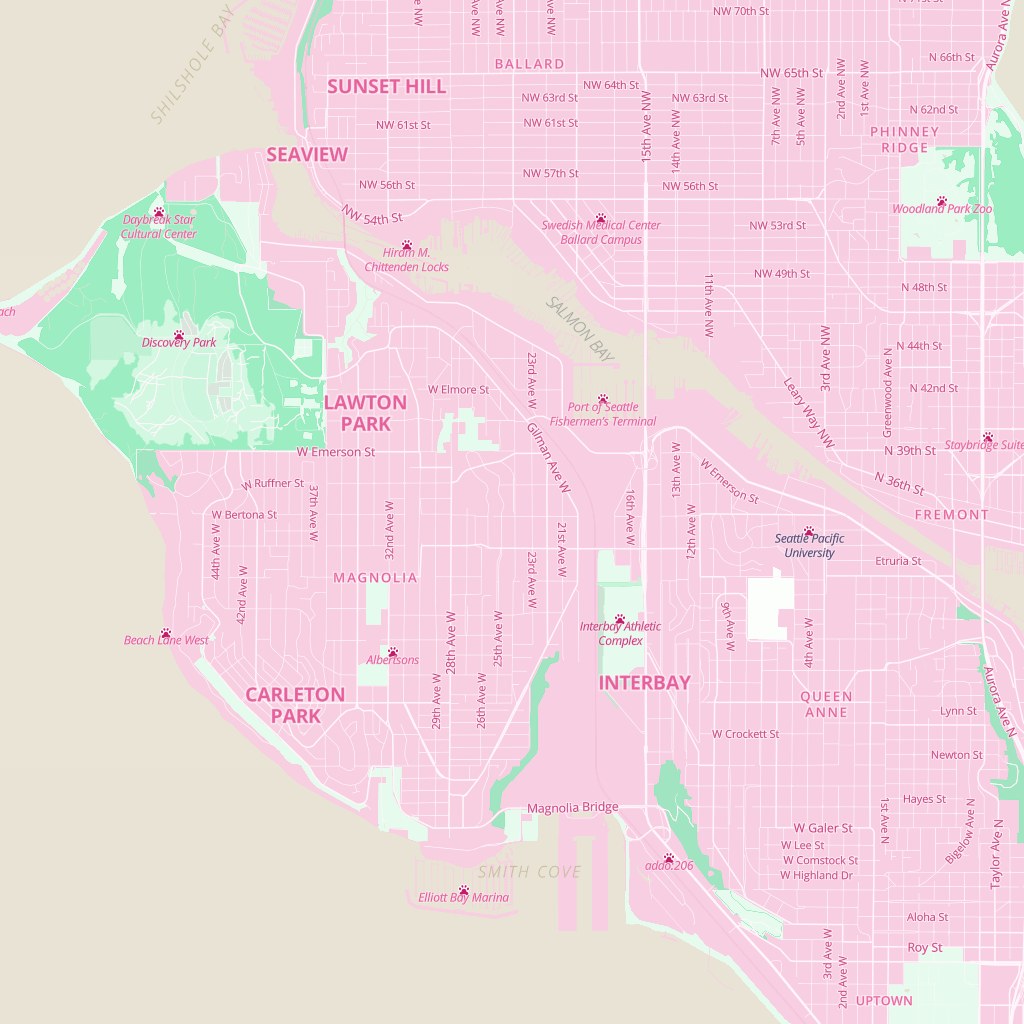 NW 70th St
N 71st St
Aurora Ave N
SHILSHOLE BAY
BALLARD
N 66th St
NW 65th St
SUNSET HILL
NW 64th St
NW 63rd St
NW 63rd St
2nd Ave NW
1st Ave NW
7th Ave NW
5th Ave NW
N 62nd St
NW 61st St
NW 61st St
15th Ave NW
14th Ave NW
PHINNEY
RIDGE
SEAVIEW
NW 57th St
NW 56th St
NW 56th St
Woodland Park Zoo
Daybreak Star
Cultural Center
NW 54th St
Swedish Medical Center
Ballard Campus
NW 53rd St
Hiram M.
Chittenden Locks
NW 49th St
11th Ave NW
N 48th St
ach
SALMON BAY
Discovery Park
N 44th St
3rd Ave NW
Greenwood Ave N
23rd Ave W
W Elmore St
N 42nd St
LAWTON
PARK
Port of Seattle
Fishermen's Terminal
Leary Way NW
Staybridge Suite
W Emerson St
Gilman Ave W
N 39th St
13th Ave W
W Emerson St
N 36th St
W Ruffner St
37th Ave W
W Bertona St
32nd Ave W
16th Ave W
12th Ave W
FREMONT
44th Ave W
21st Ave W
Seattle Pacific
University
Etruria St
MAGNOLIA
42nd Ave W
23rd Ave W
Beach Lane West
25th Ave W
28th Ave W
Interbay Athletic
Complex
9th Ave W
4th Ave W
Albertsons
CARLETON
PARK
29th Ave W
26th Ave W
INTERBAY
QUEEN
ANNE
Aurora Ave N
Lynn St
W Crockett St
Newton St
Magnolia Bridge
Hayes St
1st Ave N
Bigelow Ave N
Taylor Ave N
W Galer St
W Lee St
W Comstock St
W Highland Dr
addo:206
SMITH COVE
Elliott Bay Marina
Aloha St
Roy St
3rd Ave W
2nd Ave W
UPTOWN